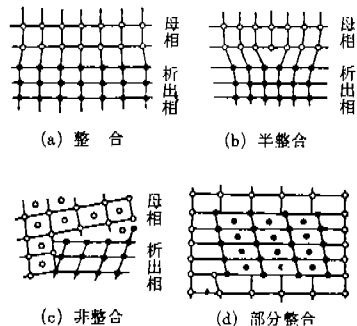 母相
析出相
(a) 整 合
母相
析出相
(b) 半整合
母相
析出相
(c) 非整合
(d) 部分整合